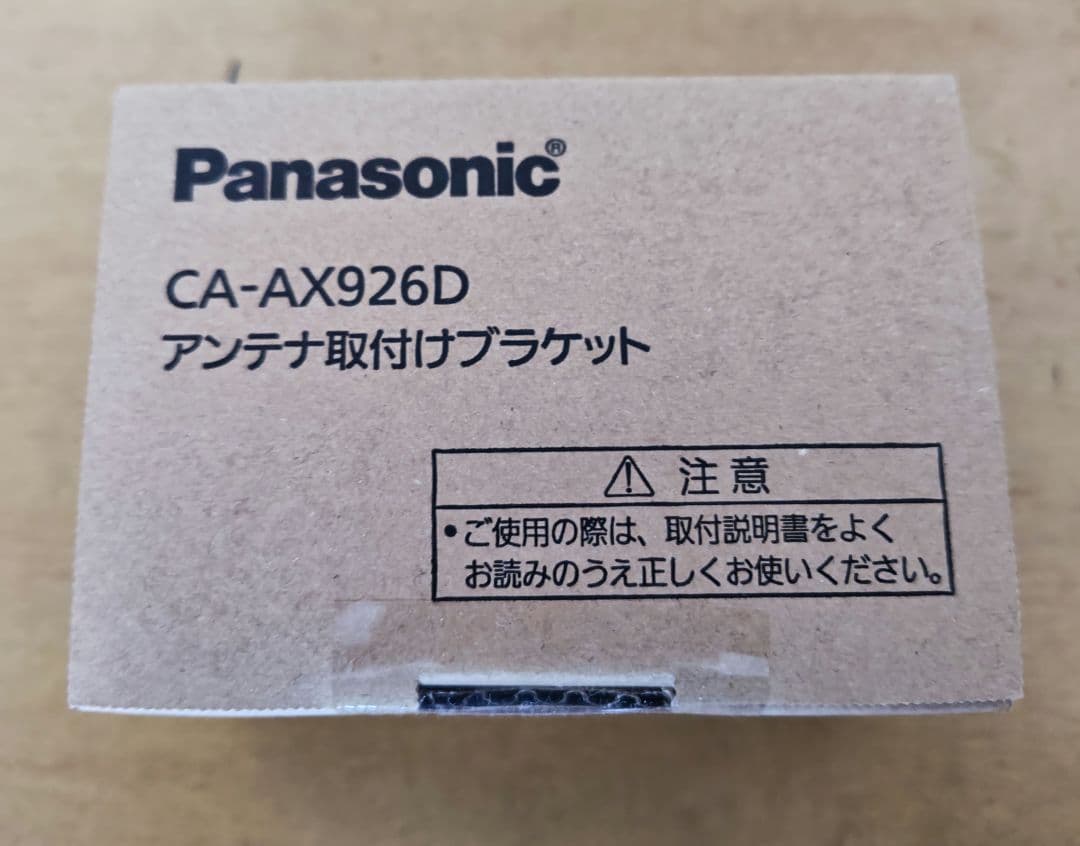 Panasonic®
CA-AX926D
アンテナ取付けブラケット
⚠ 注意
•ご使用の際は、取付説明書をよく
お読みのうえ正しくお使いください。